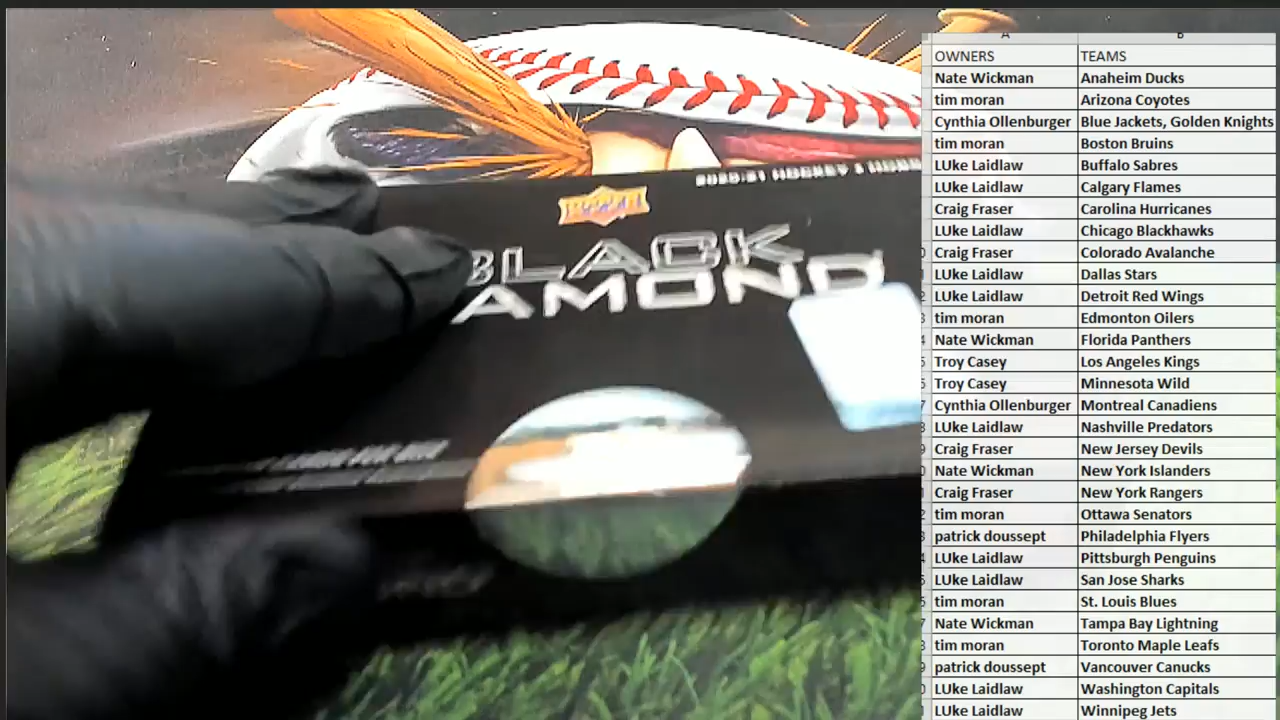 BLACK
AMOND
A B
OWNERS TEAMS
Nate Wickman Anaheim Ducks
tim moran Arizona Coyotes
Cynthia Ollenburger Blue Jackets, Golden Knights
tim moran Boston Bruins
LUke Laidlaw Buffalo Sabres
LUke Laidlaw Calgary Flames
Craig Fraser Carolina Hurricanes
LUke Laidlaw Chicago Blackhawks
Craig Fraser Colorado Avalanche
LUke Laidlaw Dallas Stars
LUke Laidlaw Detroit Red Wings
tim moran Edmonton Oilers
Nate Wickman Florida Panthers
Troy Casey Los Angeles Kings
Troy Casey Minnesota Wild
Cynthia Ollenburger Montreal Canadiens
LUke Laidlaw Nashville Predators
Craig Fraser New Jersey Devils
Nate Wickman New York Islanders
Craig Fraser New York Rangers
tim moran Ottawa Senators
patrick doussept Philadelphia Flyers
LUke Laidlaw Pittsburgh Penguins
LUke Laidlaw San Jose Sharks
tim moran St. Louis Blues
Nate Wickman Tampa Bay Lightning
tim moran Toronto Maple Leafs
patrick doussept Vancouver Canucks
LUke Laidlaw Washington Capitals
LUke Laidlaw Winnipeg Jets